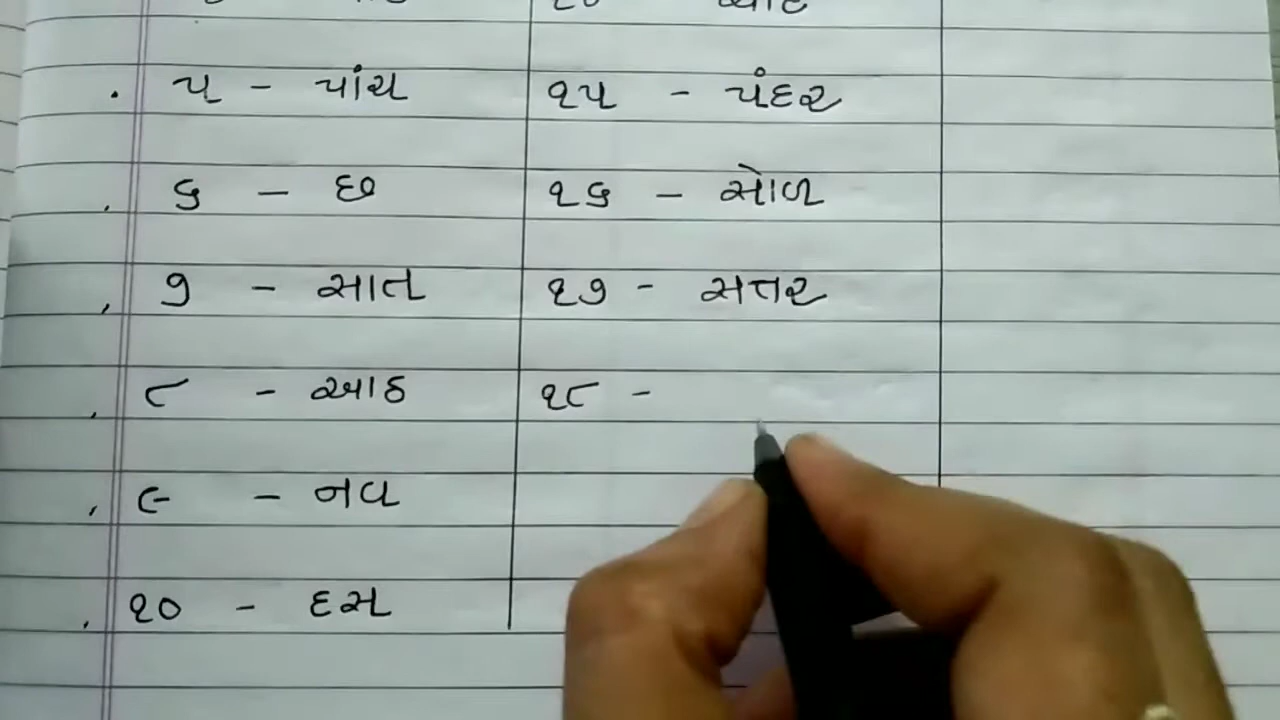 ૫ - પાંચ ૧૫ - પંદર
૬ - છ ૧૬ - સોળ
૭ - સાત ૧૭ - સત્તર
૮ - આઠ ૧૮ -
૯ - નવ
૧૦ - દસ